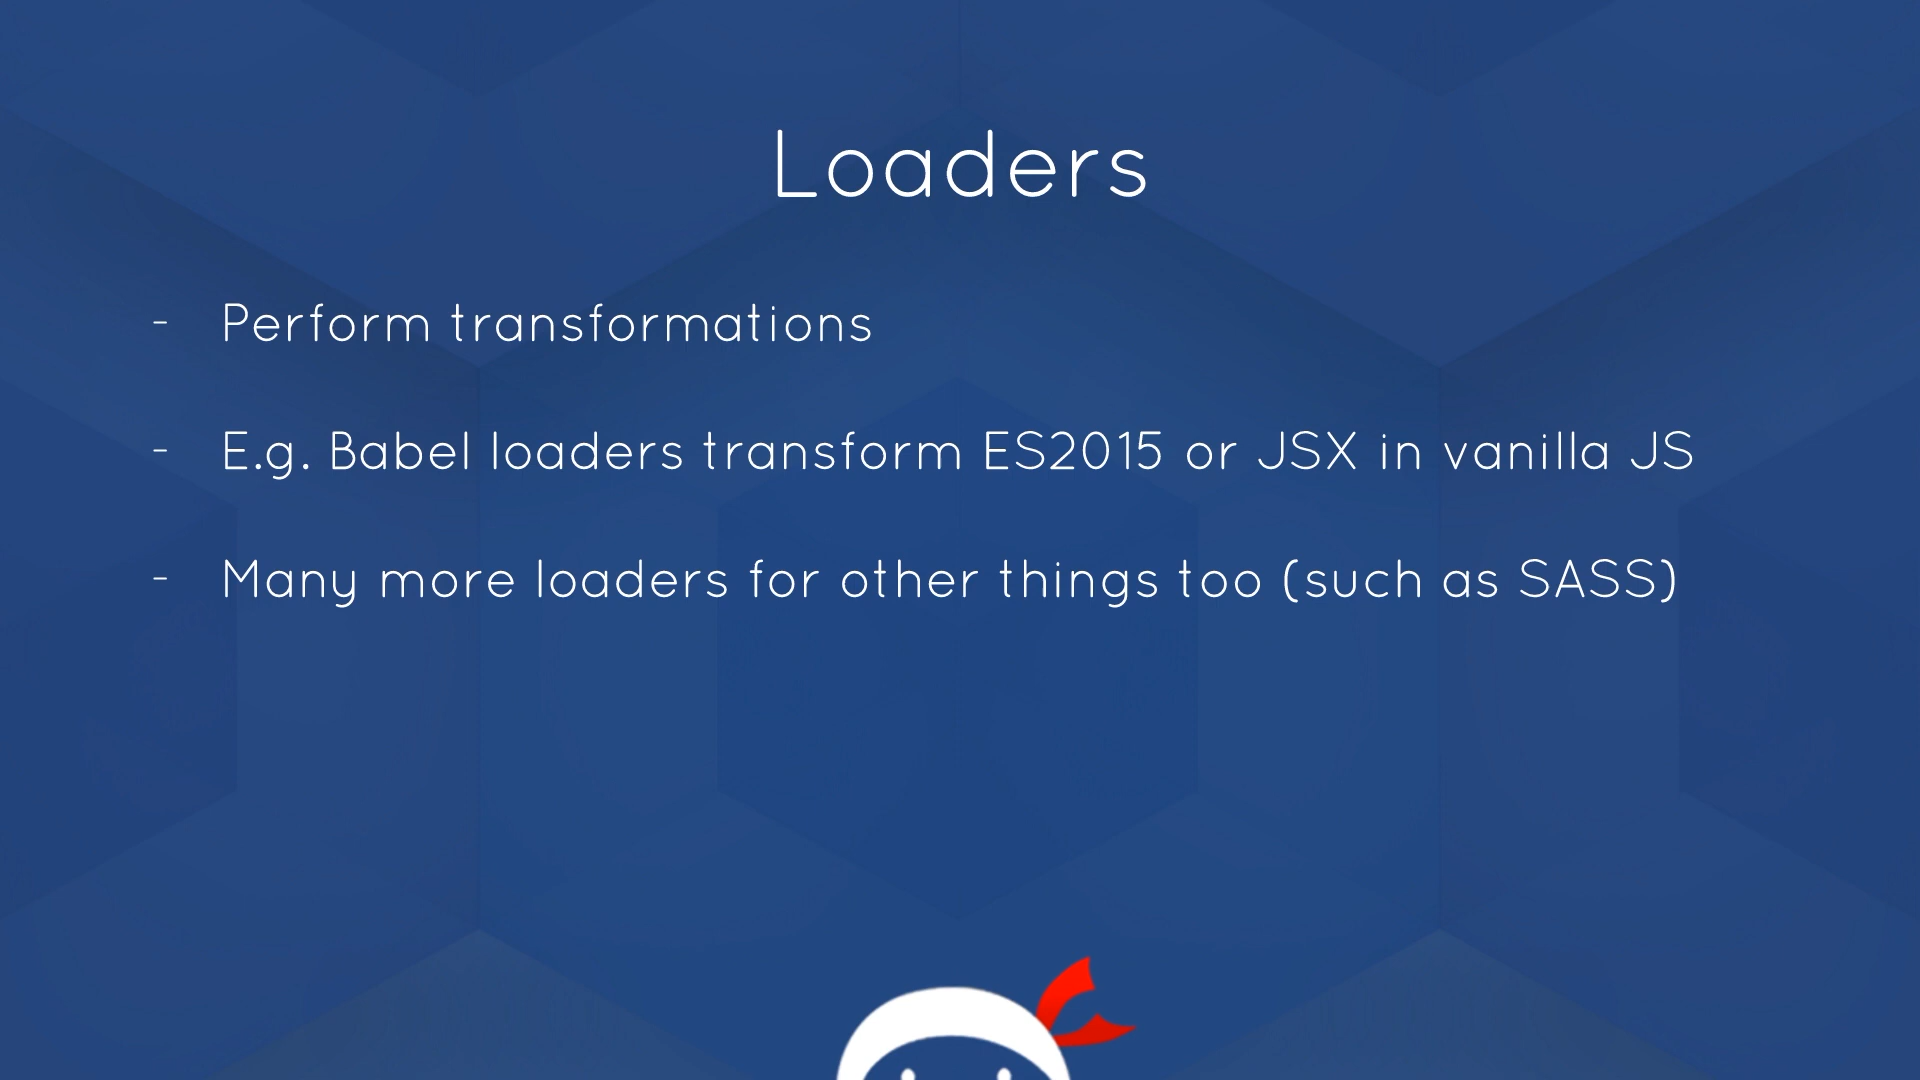 Loaders
- Perform transformations
- E.g. Babel loaders transform ES2015 or JSX in vanilla JS
- Many more loaders for other things too (such as SASS)